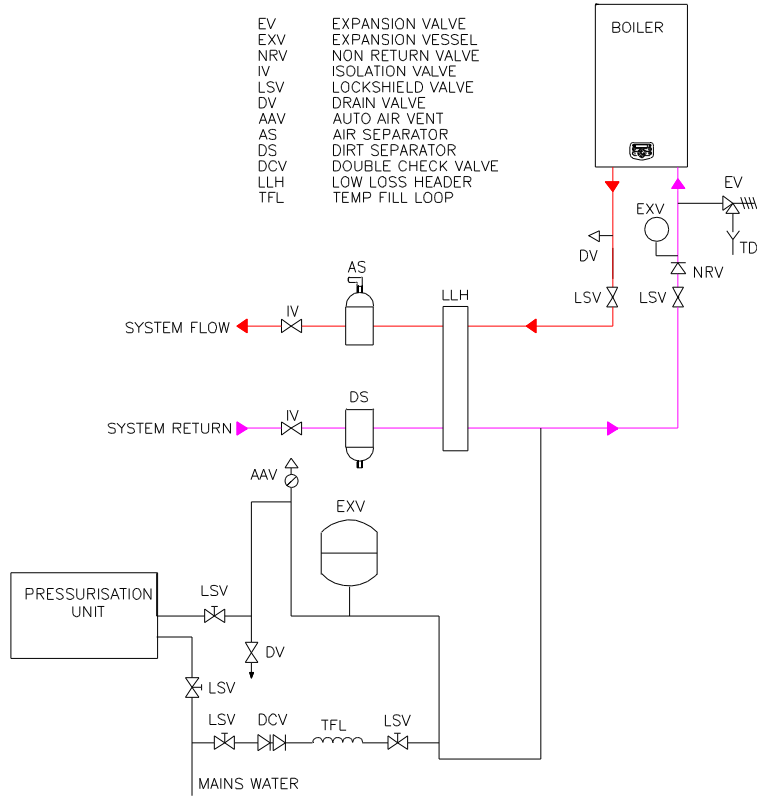 EV EXPANSION VALVE
EXV EXPANSION VESSEL
NRV NON RETURN VALVE
IV ISOLATION VALVE
LSV LOCKSHIELD VALVE
DV DRAIN VALVE
AAV AUTO AIR VENT
AS AIR SEPARATOR
DS DIRT SEPARATOR
DCV DOUBLE CHECK VALVE
LLH LOW LOSS HEADER
TFL TEMP FILL LOOP
BOILER
EV
EXV
TD
DV
NRV
AS
LLH
LSV
LSV
IV
SYSTEM FLOW
DS
IV
SYSTEM RETURN
AAV
EXV
PRESSURISATION
UNIT
LSV
DV
LSV
LSV
DCV
TFL
LSV
MAINS WATER